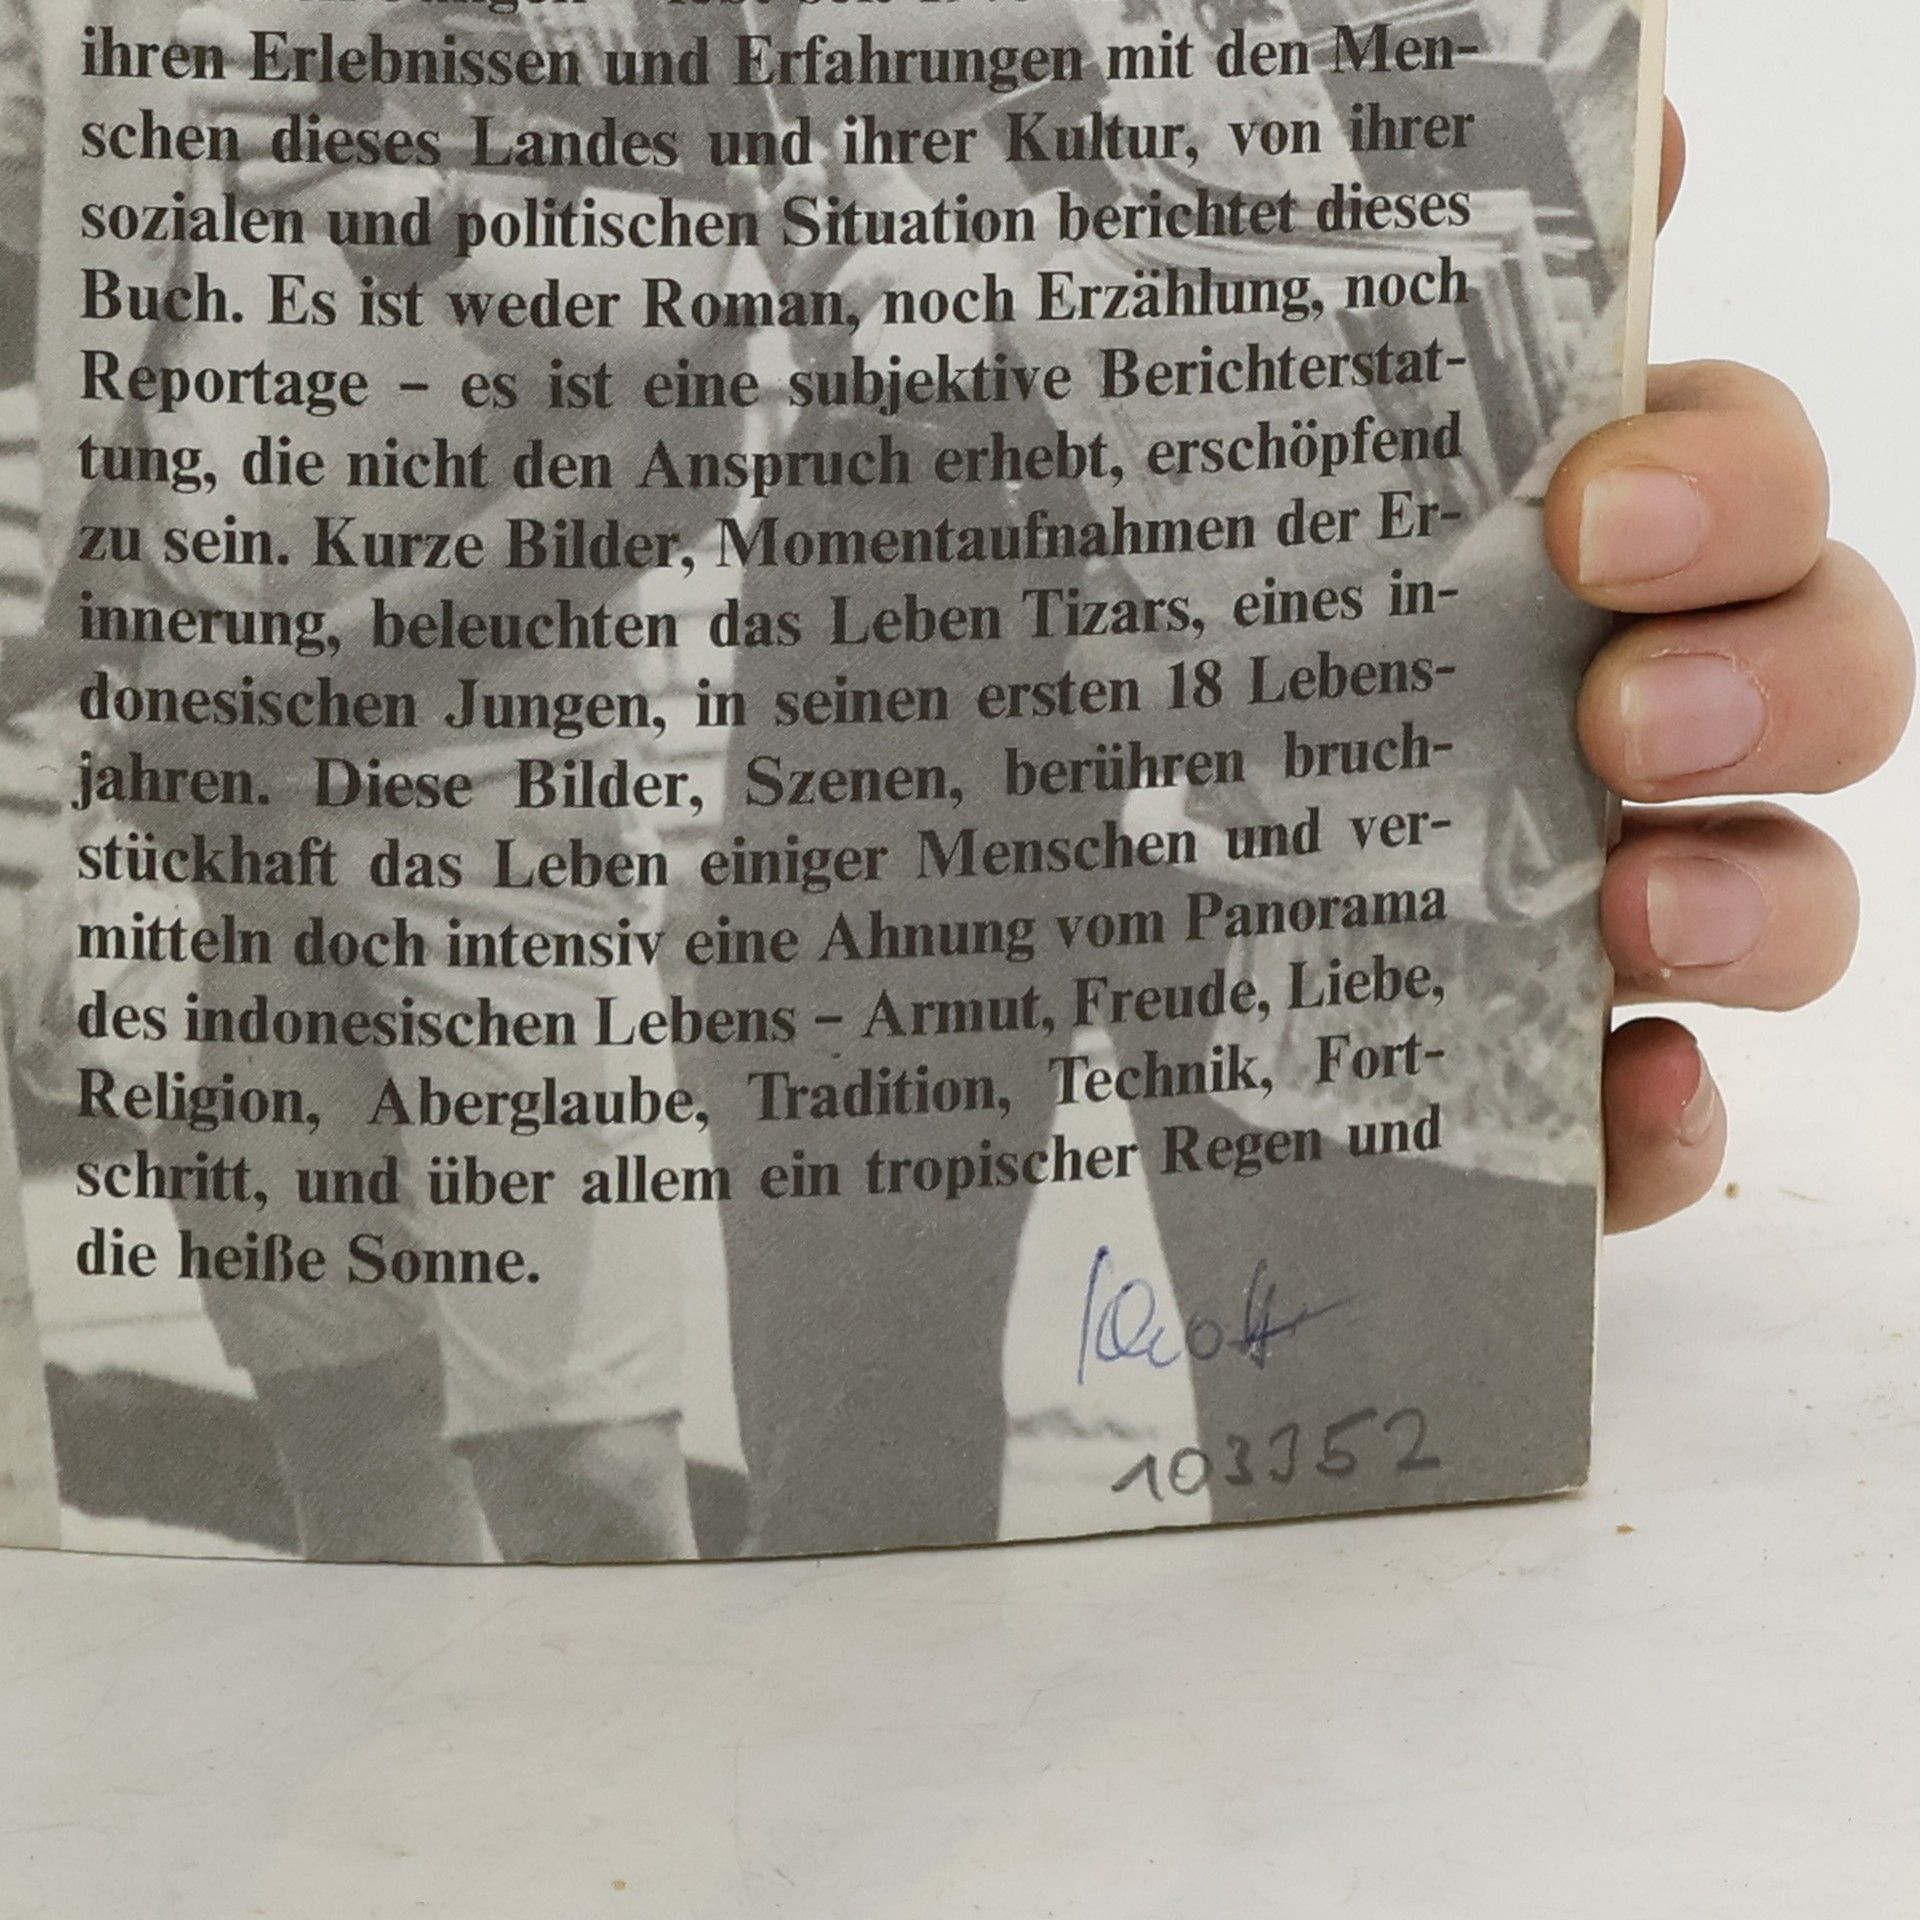 ihren Erlebnissen und Erfahrungen mit den Men-
schen dieses Landes und ihrer Kultur, von ihrer
sozialen und politischen Situation berichtet dieses
Buch. Es ist weder Roman, noch Erzählung, noch
Reportage – es ist eine subjektive Berichterstat-
tung, die nicht den Anspruch erhebt, erschöpfend
zu sein. Kurze Bilder, Momentaufnahmen der Er-
innerung, beleuchten das Leben Tizars, eines in-
donesischen Jungen, in seinen ersten 18 Lebens-
jahren. Diese Bilder, Szenen, berühren bruch-
stückhaft das Leben einiger Menschen und ver-
mitteln doch intensiv eine Ahnung vom Panorama
des indonesischen Lebens – Armut, Freude, Liebe,
Religion, Aberglaube, Tradition, Technik, Fort-
schritt, und über allem ein tropischer Regen und
die heiße Sonne.
103352